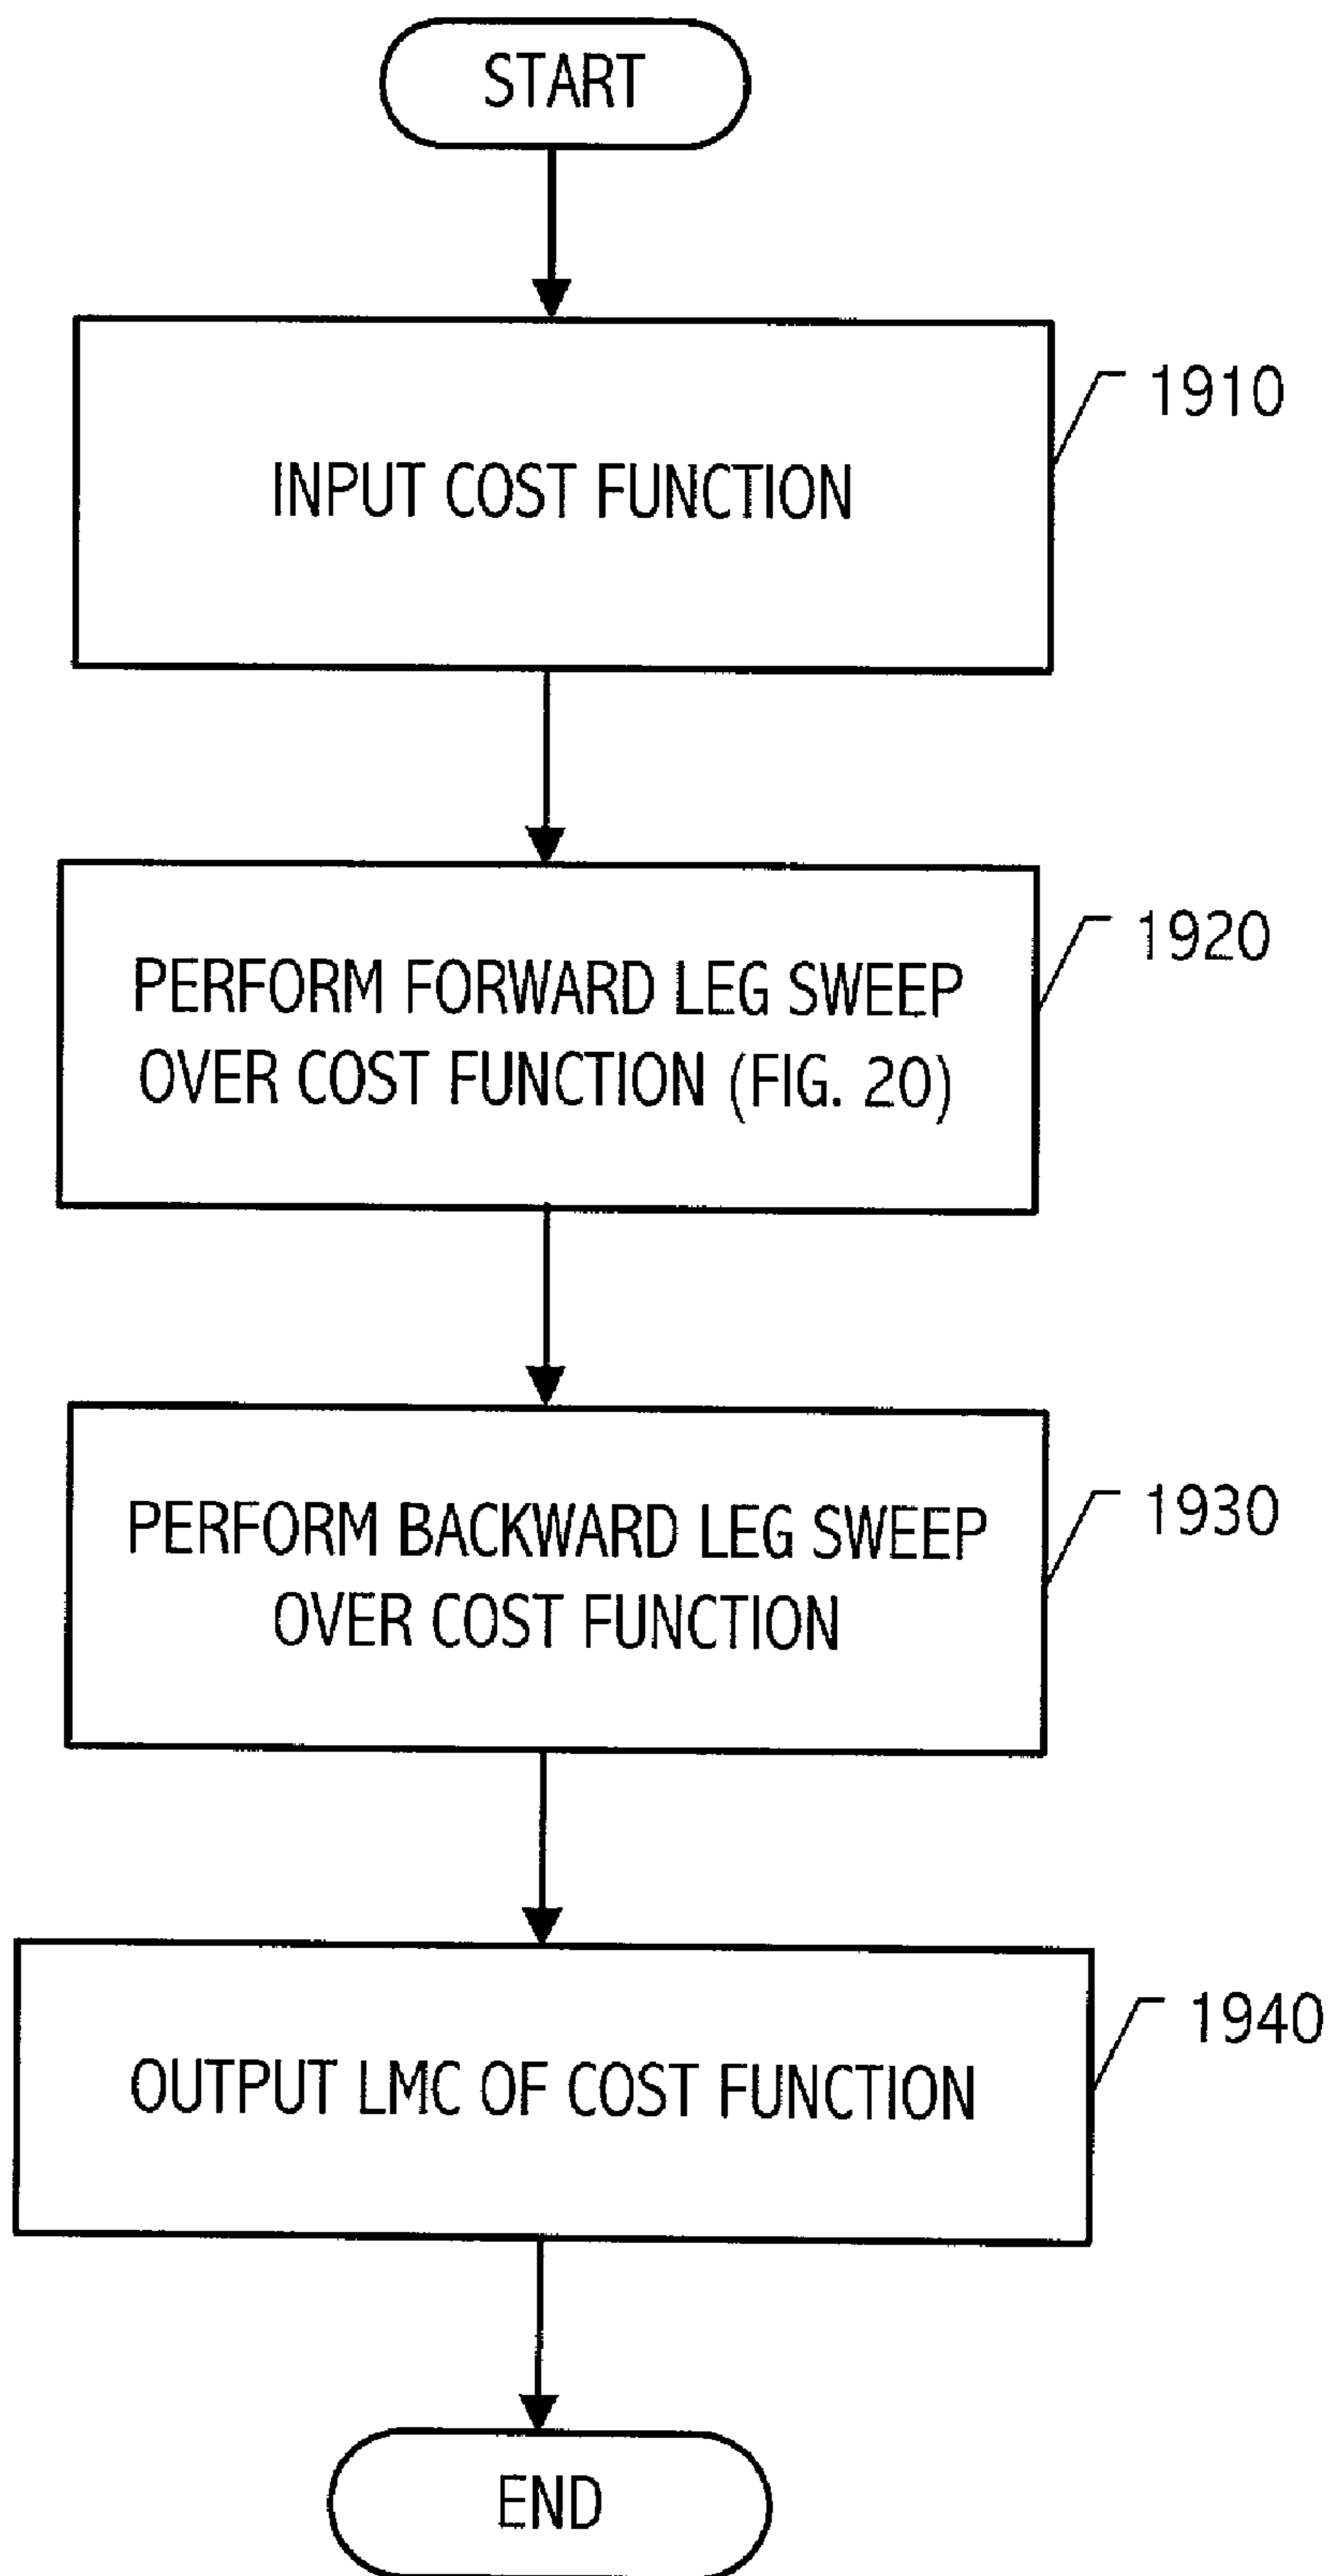 START
INPUT COST FUNCTION
1910
PERFORM FORWARD LEG SWEEP
OVER COST FUNCTION (FIG. 20)
1920
PERFORM BACKWARD LEG SWEEP
OVER COST FUNCTION
1930
OUTPUT LMC OF COST FUNCTION
1940
END